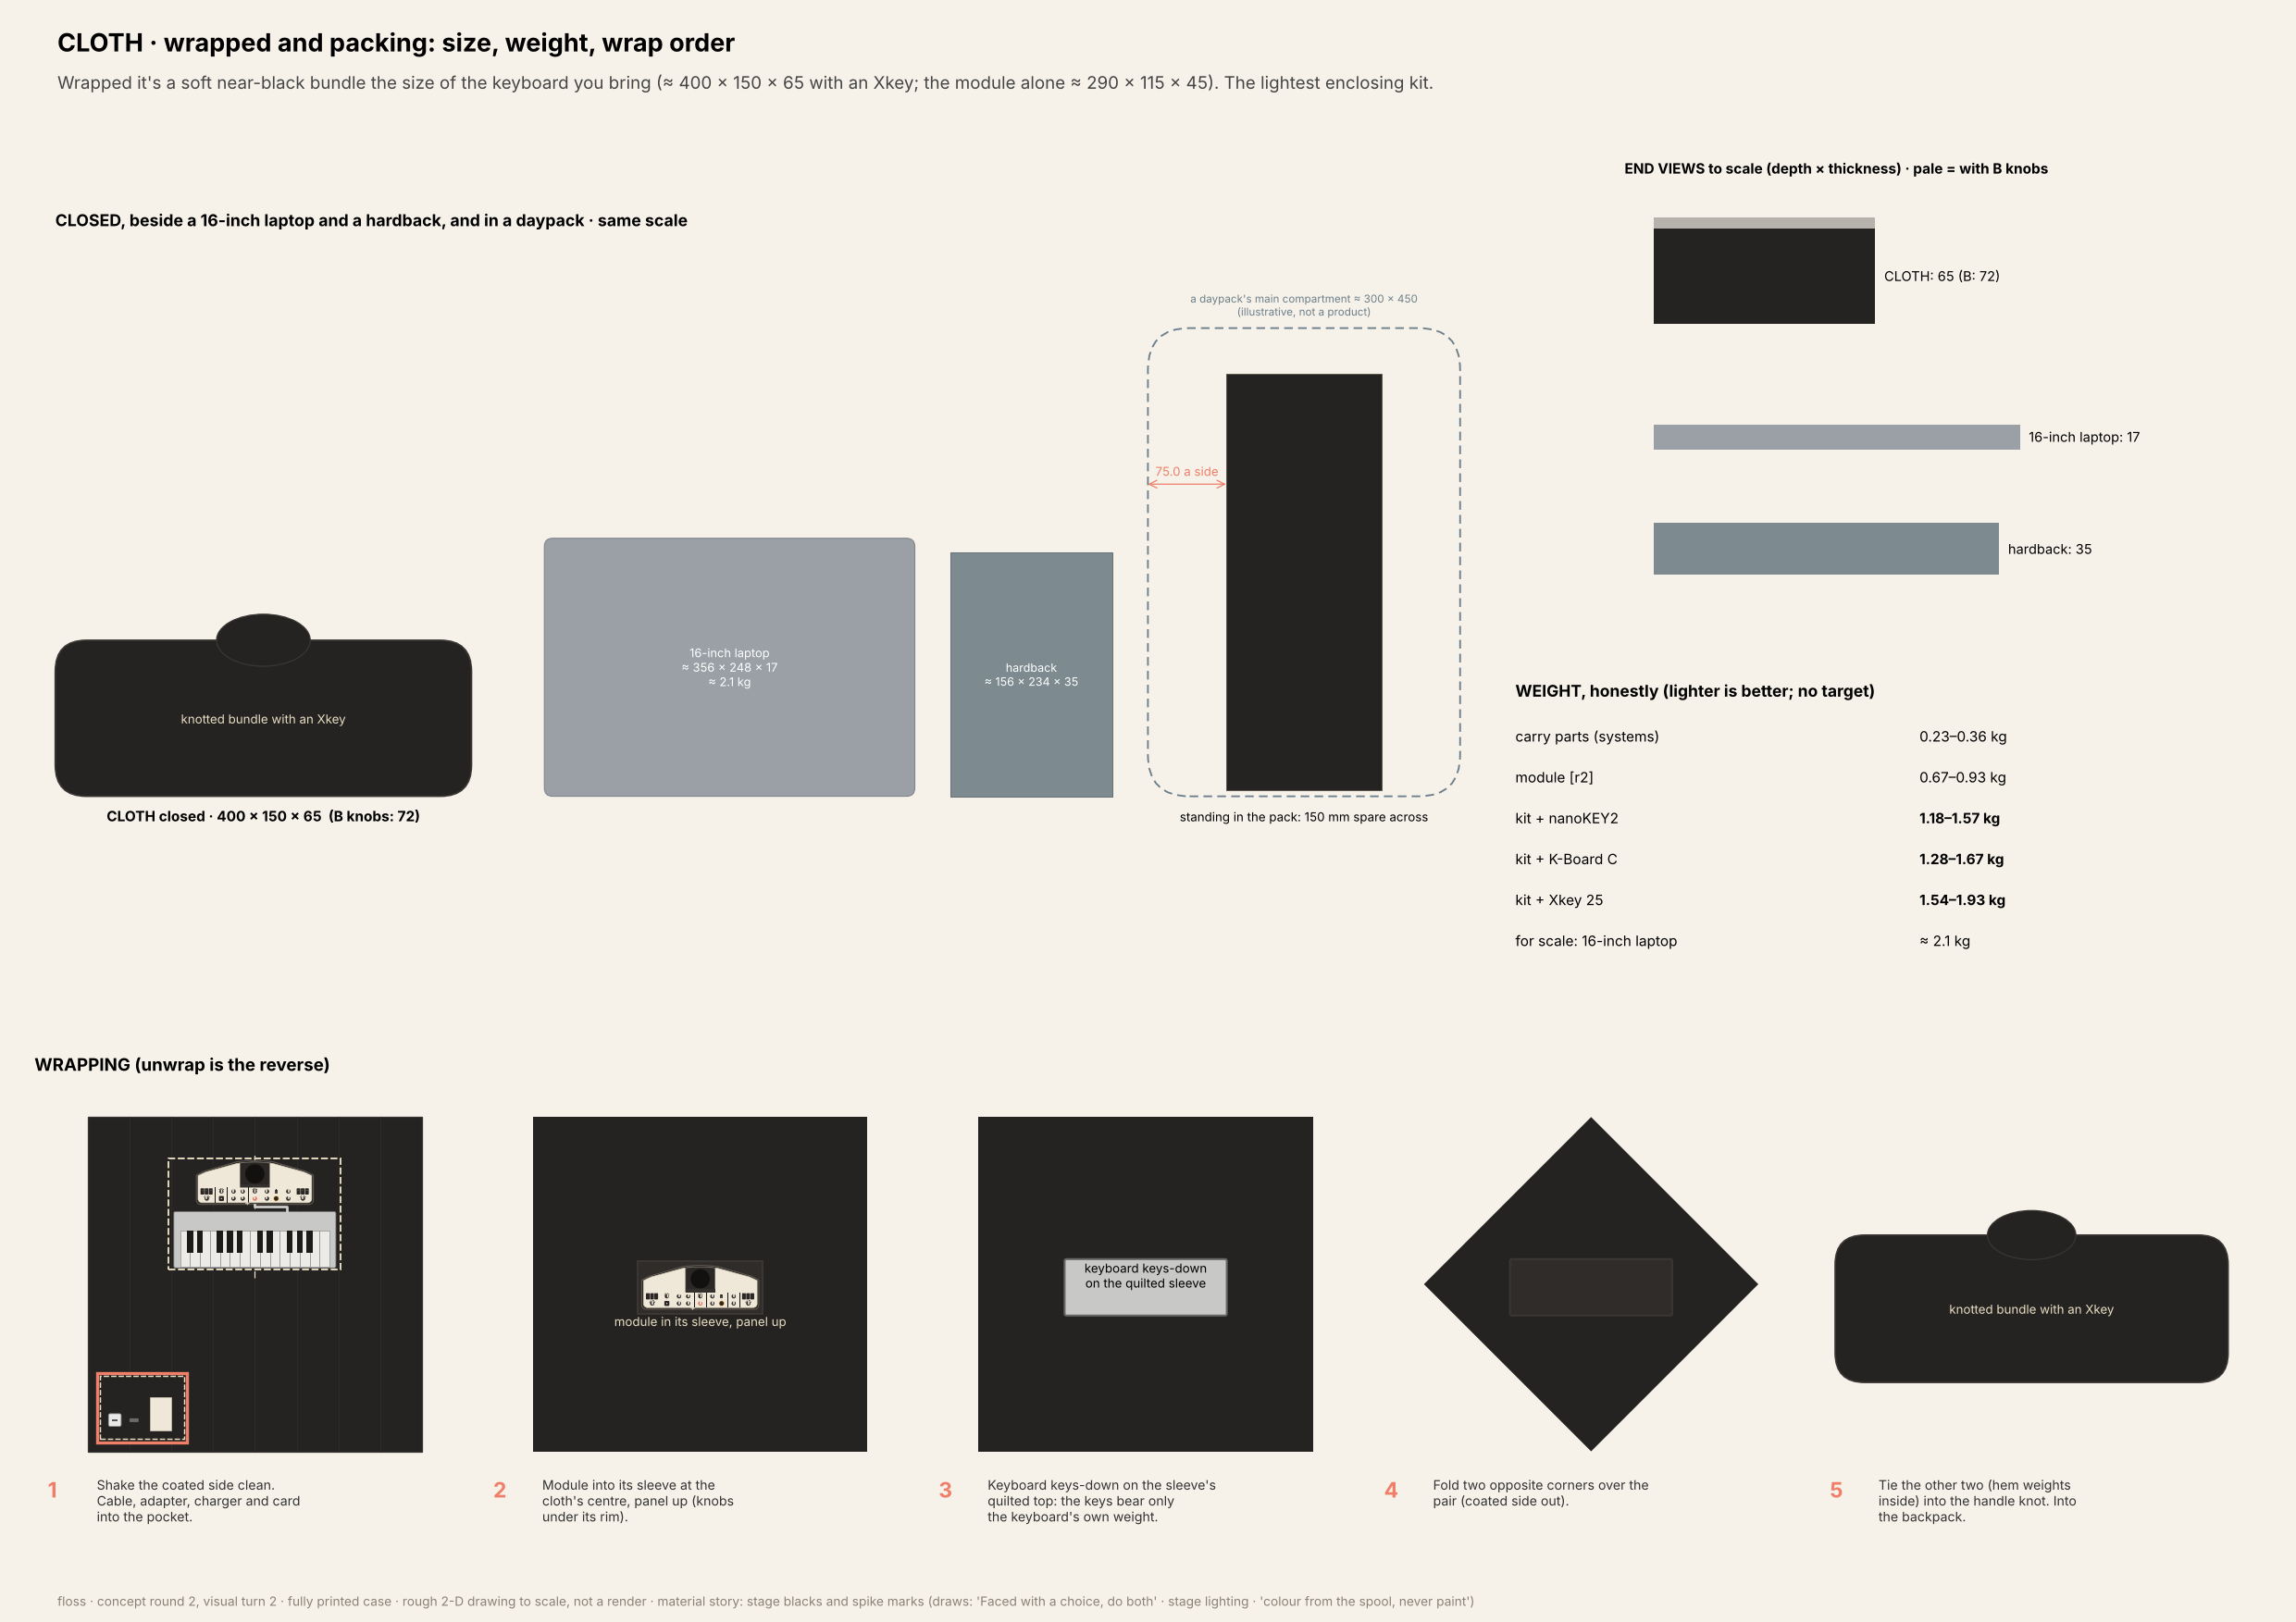 CLOTH · wrapped and packing: size, weight, wrap order
Wrapped it's a soft near-black bundle the size of the keyboard you bring (≈ 400 × 150 × 65 with an Xkey; the module alone ≈ 290 × 115 × 45). The lightest enclosing kit.
CLOSED, beside a 16-inch laptop and a hardback, and in a daypack · same scale
knotted bundle with an Xkey
CLOTH closed · 400 × 150 × 65 (B knobs: 72)
16-inch laptop
≈ 356 × 248 × 17
≈ 2.1 kg
hardback
≈ 156 × 234 × 35
a daypack's main compartment ≈ 300 × 450
(illustrative, not a product)
75.0 a side
standing in the pack: 150 mm spare across
END VIEWS to scale (depth × thickness) · pale = with B knobs
CLOTH: 65 (B: 72)
16-inch laptop: 17
hardback: 35
WEIGHT, honestly (lighter is better; no target)
carry parts (systems) 0.23–0.36 kg
module [r2] 0.67–0.93 kg
kit + nanoKEY2 1.18–1.57 kg
kit + K-Board C 1.28–1.67 kg
kit + Xkey 25 1.54–1.93 kg
for scale: 16-inch laptop ≈ 2.1 kg
WRAPPING (unwrap is the reverse)
module in its sleeve, panel up
keyboard keys-down
on the quilted sleeve
knotted bundle with an Xkey
1
Shake the coated side clean.
Cable, adapter, charger and card
into the pocket.
2
Module into its sleeve at the
cloth's centre, panel up (knobs
under its rim).
3
Keyboard keys-down on the sleeve's
quilted top: the keys bear only
the keyboard's own weight.
4
Fold two opposite corners over the
pair (coated side out).
5
Tie the other two (hem weights
inside) into the handle knot. Into
the backpack.
floss · concept round 2, visual turn 2 · fully printed case · rough 2-D drawing to scale, not a render · material story: stage blacks and spike marks (draws: 'Faced with a choice, do both' · stage lighting · 'colour from the spool, never paint')